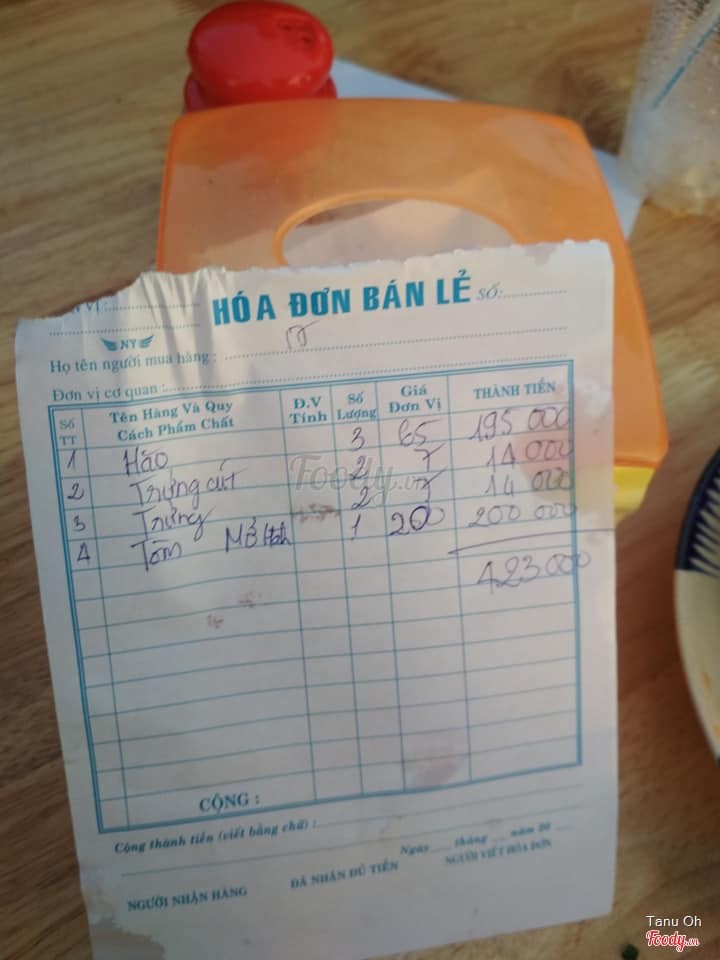 HÓA ĐƠN BÁN LẺ SỐ:
NY
Họ tên người mua hàng :
Đơn vị cơ quan :
Số TT Tên Hàng Và Quy Cách Phẩm Chất Đ.V Tính Số Lượng Giá Đơn Vị THÀNH TIỀN
1 Hào 3 65 195 000
2 Trứng cút 2 7 14 000
3 Trứng 2 7 14 000
4 Tôm 1 200 200 000
423 000
CỘNG :
Cộng thành tiền (viết bằng chữ) :
Ngày tháng năm 20
NGƯỜI NHẬN HÀNG ĐÃ NHẬN ĐỦ TIỀN NGƯỜI VIẾT HÓA ĐƠN
Foody.vn
Tanu Oh
Foody.vn